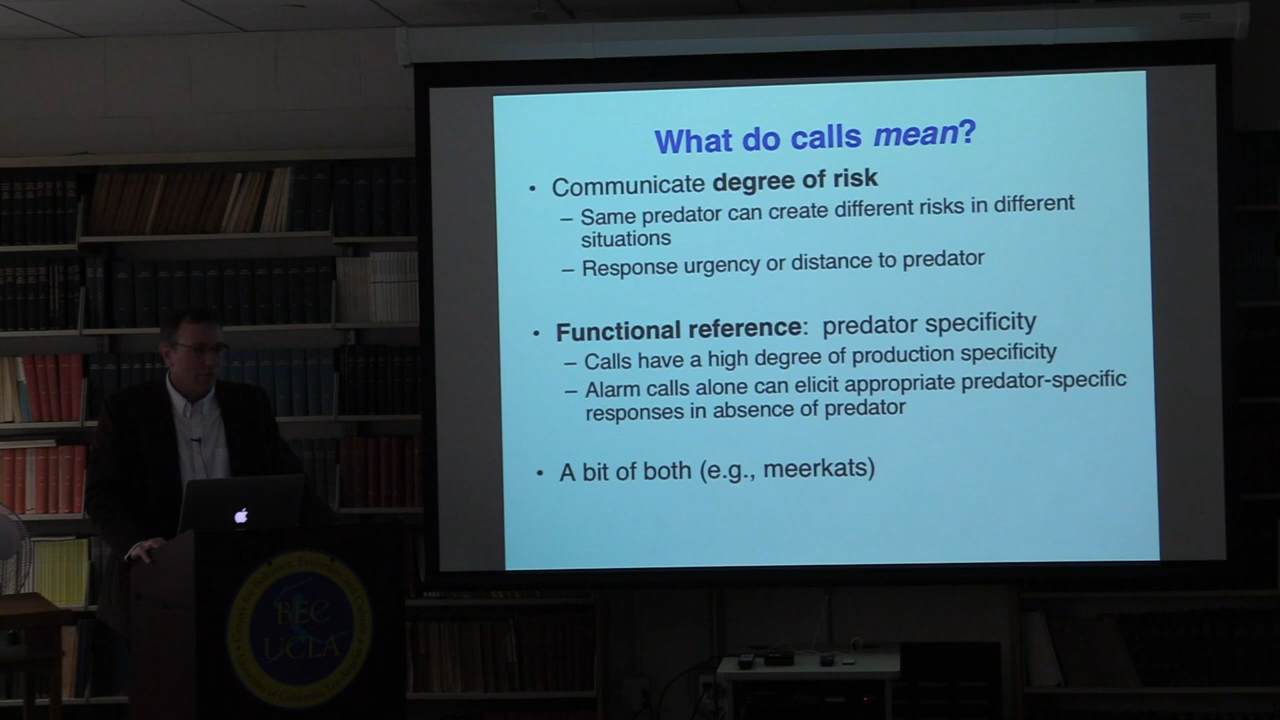 What do calls mean?
• Communicate degree of risk
– Same predator can create different risks in different
situations
– Response urgency or distance to predator
• Functional reference: predator specificity
– Calls have a high degree of production specificity
– Alarm calls alone can elicit appropriate predator-specific
responses in absence of predator
• A bit of both (e.g., meerkats)
BEC
UCLA